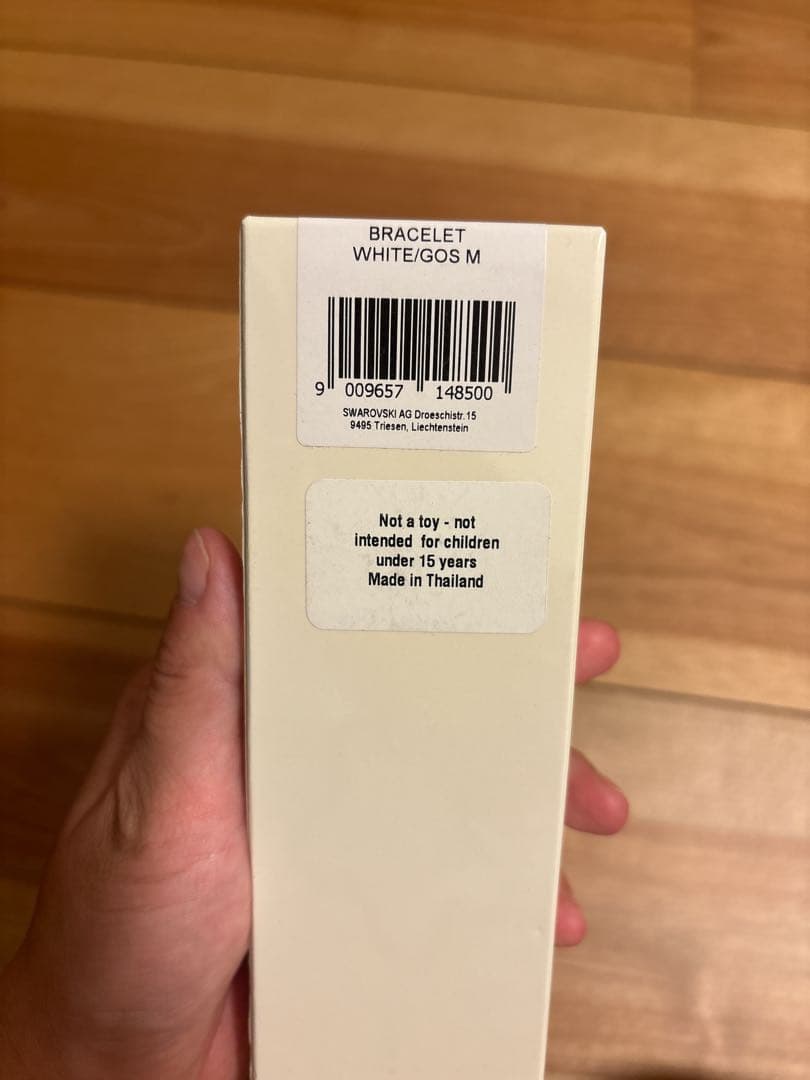 BRACELET
WHITE/GOS M
9 009657 148500
SWAROVSKI AG Droeschistr.15
9495 Triesen, Liechtenstein
Not a toy - not
intended for children
under 15 years
Made in Thailand